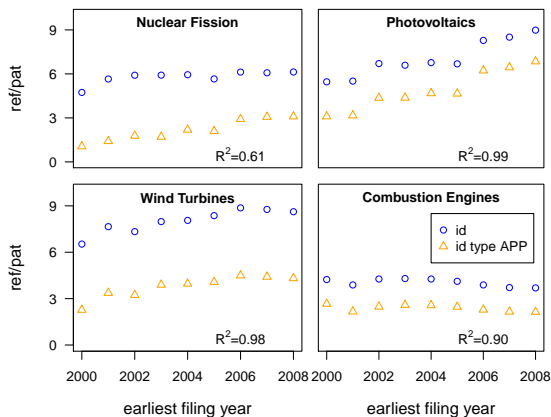 Nuclear Fission
Photovoltaics
ref/pat
9
6
3
0
R²=0.61
R²=0.99
Wind Turbines
Combustion Engines
ref/pat
9
6
3
0
id
id type APP
R²=0.98
R²=0.90
2000 2002 2004 2006 2008
2000 2002 2004 2006 2008
earliest filing year
earliest filing year